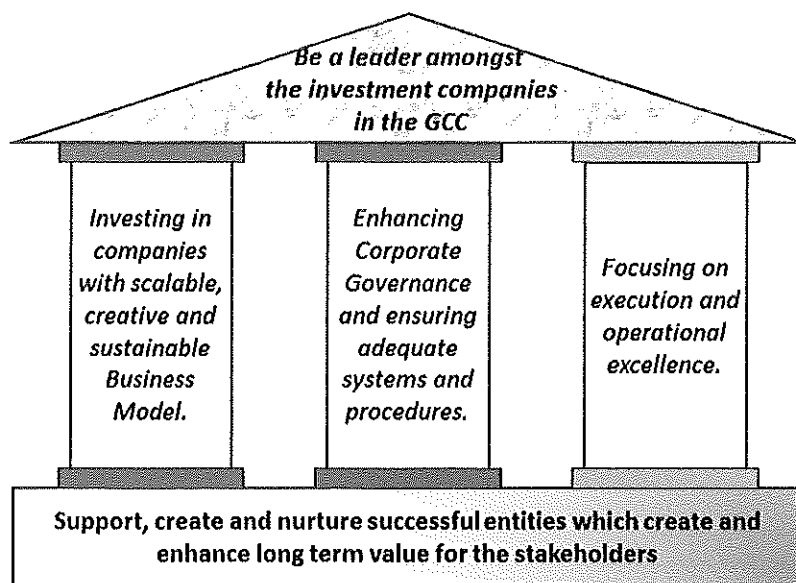 Be a leader amongst
the investment companies
in the GCC
Investing in
companies
with scalable,
creative and
sustainable
Business
Model.
Enhancing
Corporate
Governance
and ensuring
adequate
systems and
procedures.
Focusing on
execution and
operational
excellence.
Support, create and nurture successful entities which create and
enhance long term value for the stakeholders